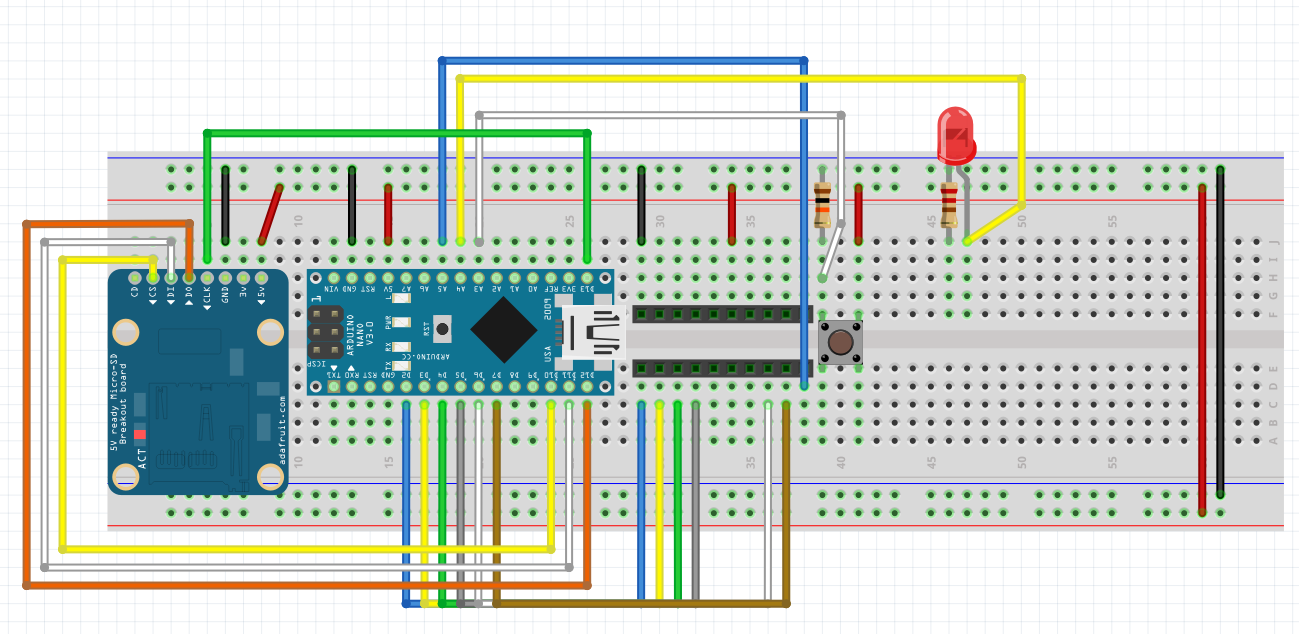 10
25
30
35
45
50
55
J
I
H
G
F
CD
CS
DI
DO
CLK
GND
3v
5v
5V ready Micro-SD
Breakout board
ACT
adafruit.com
VIN GND RST 5V A7 A6 A5 A4 A3 A2 A1 A0 REF 3V3 D13
1
L
PWR
RX
TX
ICSP
ARDUINO
NANO
V3.0
RST
ARDUINO.CC
2009
USA
TX1 RX0 RST GND D2 D3 D4 D5 D6 D7 D8 D9 D10 D11 D12
E
D
C
B
A
10
15
35
40
45
50
55